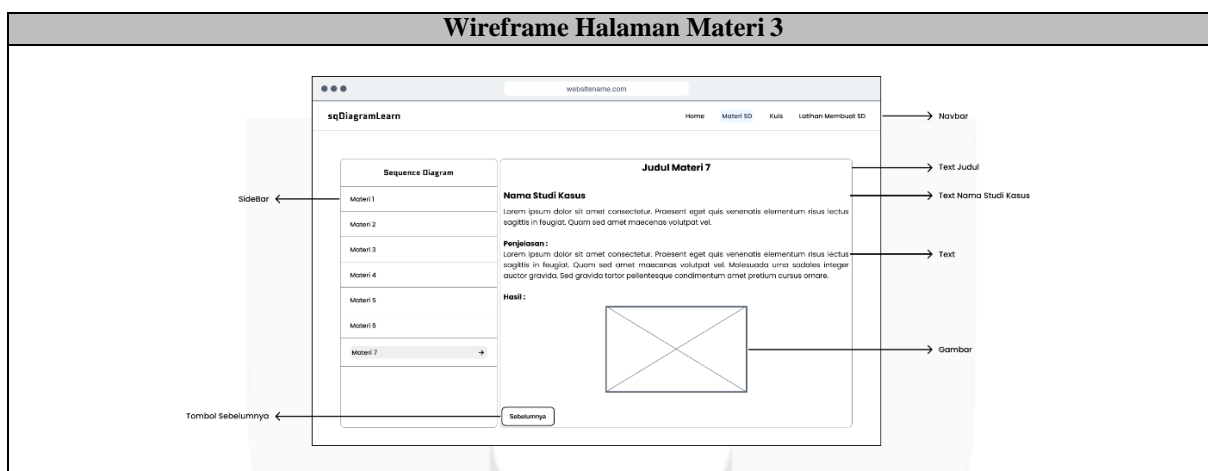 Wireframe Halaman Materi 3
websitename.com
sqDiagramLearn
Home Materi SD Kuis Latihan Membuat SD
Navbar
Sequence Diagram
Judul Materi 7
Text Judul
SideBar
Materi 1
Materi 2
Materi 3
Materi 4
Materi 5
Materi 6
Materi 7
Nama Studi Kasus
Text Nama Studi Kasus
Lorem ipsum dolor sit amet consectetur. Praesent eget quis venenatis elementum risus lectus
sagittis in feugiat. Quam sed amet maecenas volutpat vel.
Penjelasan :
Lorem ipsum dolor sit amet consectetur. Praesent eget quis venenatis elementum risus lectus
sagittis in feugiat. Quam sed amet maecenas volutpat vel. Malesuada urna sodales integer
auctor gravida. Sed gravida tortor pellentesque condimentum amet pretium cursus ornare.
Text
Hasil :
Gambar
Tombol Sebelumnya
Sebelumnya